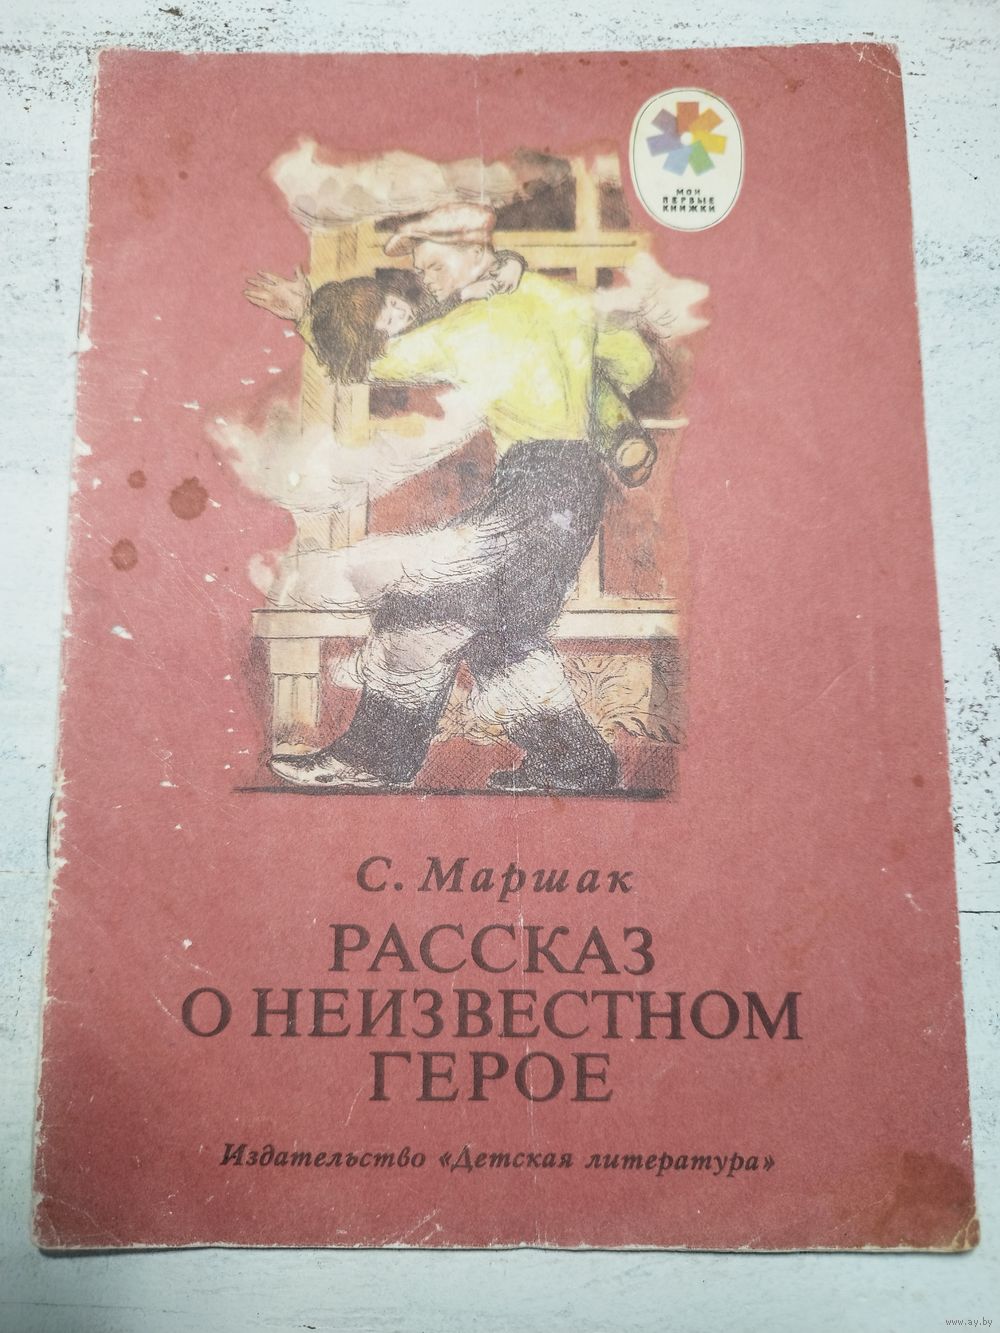 МОИ
ПЕРВЫЕ
КНИЖКИ
С. Маршак
РАССКАЗ
О НЕИЗВЕСТНОМ
ГЕРОЕ
Издательство «Детская литература»
www.ay.by